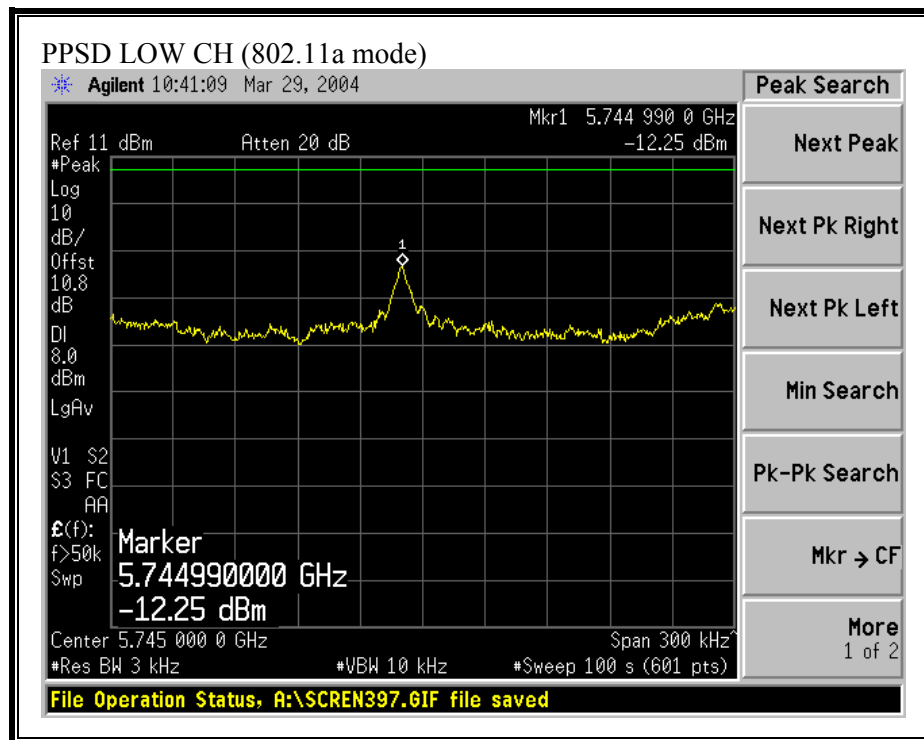 PPSD LOW CH (802.11a mode)
Agilent 10:41:09 Mar 29, 2004
Peak Search
Mkr1 5.744 990 0 GHz
Ref 11 dBm Atten 20 dB -12.25 dBm
Next Peak
#Peak
Log
10
dB/
Offst
10.8
dB
DI
8.0
dBm
LgAv
V1 S2
S3 FC
AA
£(f):
f>50k
Swp
1
Marker
5.744990000 GHz
-12.25 dBm
Center 5.745 000 0 GHz Span 300 kHz^
#Res BW 3 kHz #VBW 10 kHz #Sweep 100 s (601 pts)
Next Pk Right
Next Pk Left
Min Search
Pk-Pk Search
Mkr → CF
More
1 of 2
File Operation Status, A:\SCREN397.GIF file saved